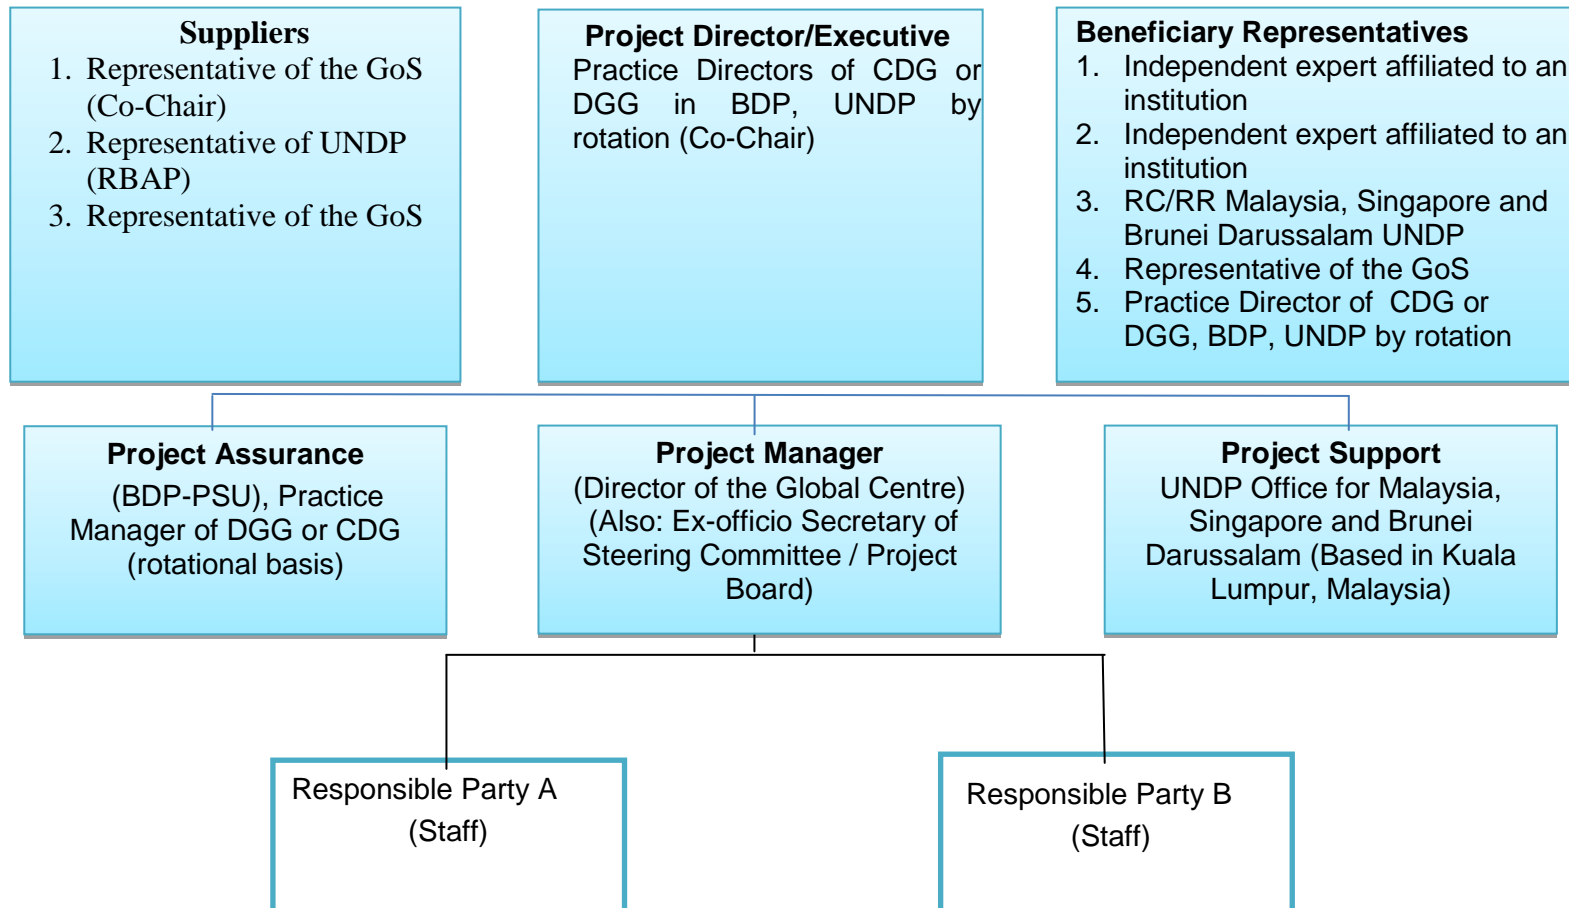 Suppliers
1. Representative of the GoS
(Co-Chair)
2. Representative of UNDP
(RBAP)
3. Representative of the GoS
Project Director/Executive
Practice Directors of CDG or
DGG in BDP, UNDP by
rotation (Co-Chair)
Beneficiary Representatives
1. Independent expert affiliated to an
institution
2. Independent expert affiliated to an
institution
3. RC/RR Malaysia, Singapore and
Brunei Darussalam UNDP
4. Representative of the GoS
5. Practice Director of CDG or
DGG, BDP, UNDP by rotation
Project Assurance
(BDP-PSU), Practice
Manager of DGG or CDG
(rotational basis)
Project Manager
(Director of the Global Centre)
(Also: Ex-officio Secretary of
Steering Committee / Project
Board)
Project Support
UNDP Office for Malaysia,
Singapore and Brunei
Darussalam (Based in Kuala
Lumpur, Malaysia)
Responsible Party A
(Staff)
Responsible Party B
(Staff)